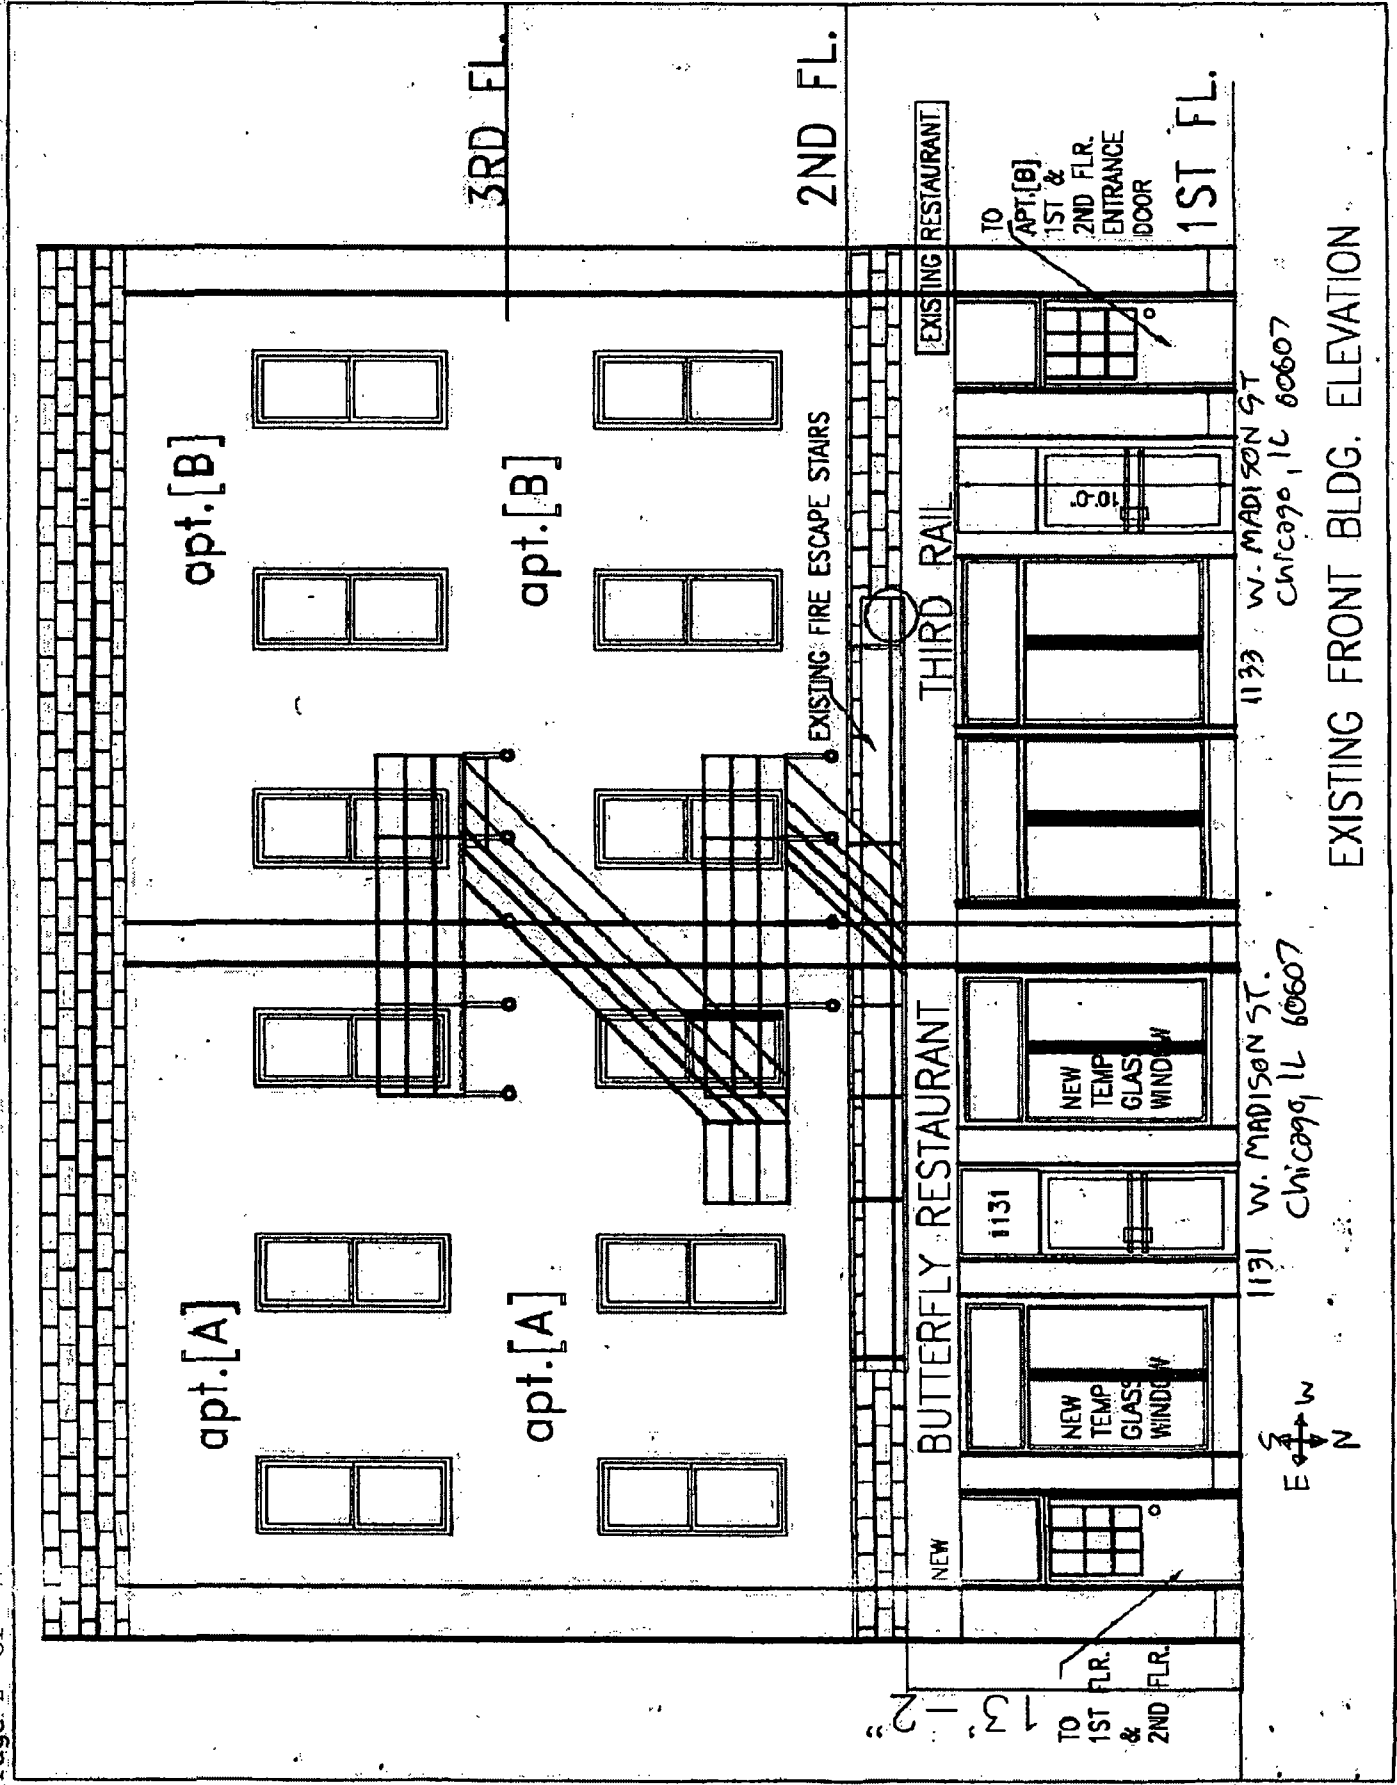 apt.[A]
apt.[B]
3RD FL.
apt.[A]
apt.[B]
EXISTING FIRE ESCAPE STAIRS
2ND FL.
NEW
BUTTERFLY RESTAURANT
THIRD RAIL
EXISTING RESTAURANT
13'-2"
TO
1ST FLR.
&
2ND FLR.
NEW
TEMP
GLASS
WINDOW
1131
NEW
TEMP
GLASS
WINDOW
10'0"
TO
APT.[B]
1ST &
2ND FLR.
ENTRANCE
DOOR
1ST FL.
1131 W. MADISON ST.
Chicago, IL 60607
1133 W. MADISON ST
Chicago, IL 60607
S
E W
N
EXISTING FRONT BLDG. ELEVATION